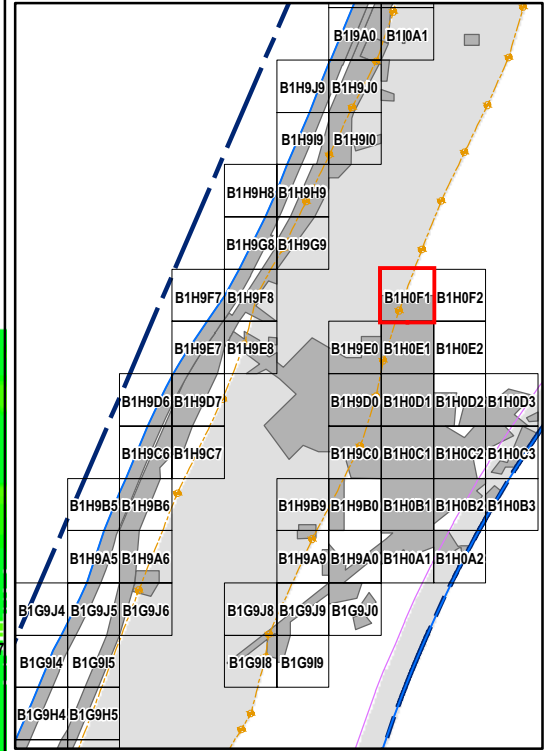 B1I9A0 B1I0A1
B1H9J9 B1H9J0
B1H9I9 B1H9I0
B1H9H8 B1H9H9
B1H9G8 B1H9G9
B1H9F7 B1H9F8 B1H0F1 B1H0F2
B1H9E7 B1H9E8 B1H9E0 B1H0E1 B1H0E2
B1H9D6 B1H9D7 B1H9D0 B1H0D1 B1H0D2 B1H0D3
B1H9C6 B1H9C7 B1H9C0 B1H0C1 B1H0C2 B1H0C3
B1H9B5 B1H9B6 B1H9B9 B1H9B0 B1H0B1 B1H0B2 B1H0B3
B1H9A5 B1H9A6 B1H9A9 B1H9A0 B1H0A1 B1H0A2
B1G9J4 B1G9J5 B1G9J6 B1G9J8 B1G9J9 B1G9J0
7
B1G9I4 B1G9I5 B1G9I8 B1G9I9
B1G9H4 B1G9H5